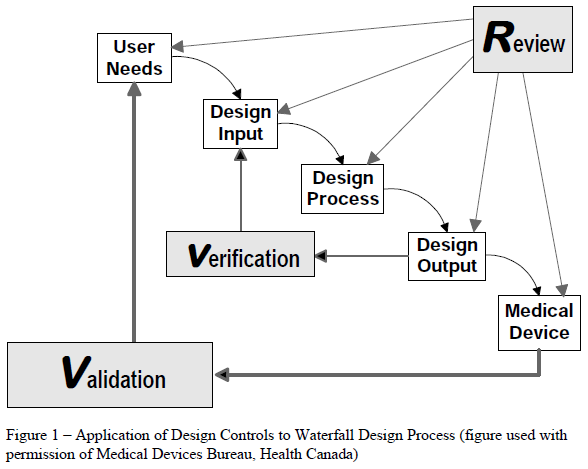 User
Needs
Review
Design
Input
Design
Process
Verification
Design
Output
Medical
Device
Validation
Figure 1 – Application of Design Controls to Waterfall Design Process (figure used with
permission of Medical Devices Bureau, Health Canada)